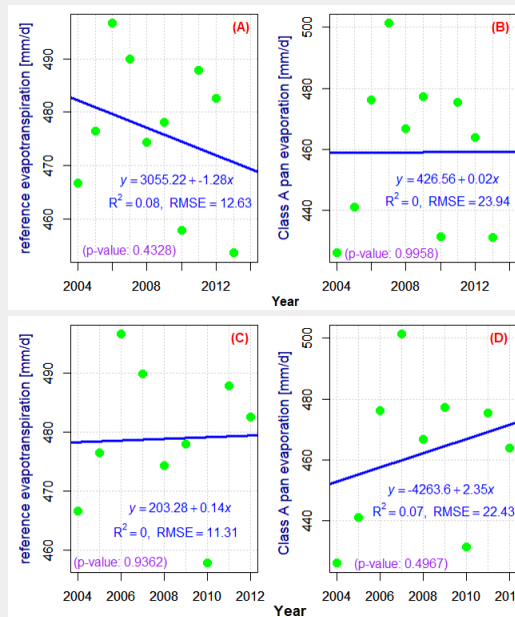 (A)
reference evapotranspiration [mm/d]
460 470 480 490
y = 3055.22 + -1.28x
R² = 0.08, RMSE = 12.63
(p-value: 0.4328)
2004 2008 2012
(B)
Class A pan evaporation [mm/d]
440 460 480 500
y = 426.56 + 0.02x
R² = 0, RMSE = 23.94
(p-value: 0.9958)
2004 2008 2012
Year
(C)
reference evapotranspiration [mm/d]
460 470 480 490
y = 203.28 + 0.14x
R² = 0, RMSE = 11.31
(p-value: 0.9362)
2004 2006 2008 2010 2012
(D)
Class A pan evaporation [mm/d]
440 460 480 500
y = -4263.6 + 2.35x
R² = 0.07, RMSE = 22.43
(p-value: 0.4967)
2004 2006 2008 2010 201
Year